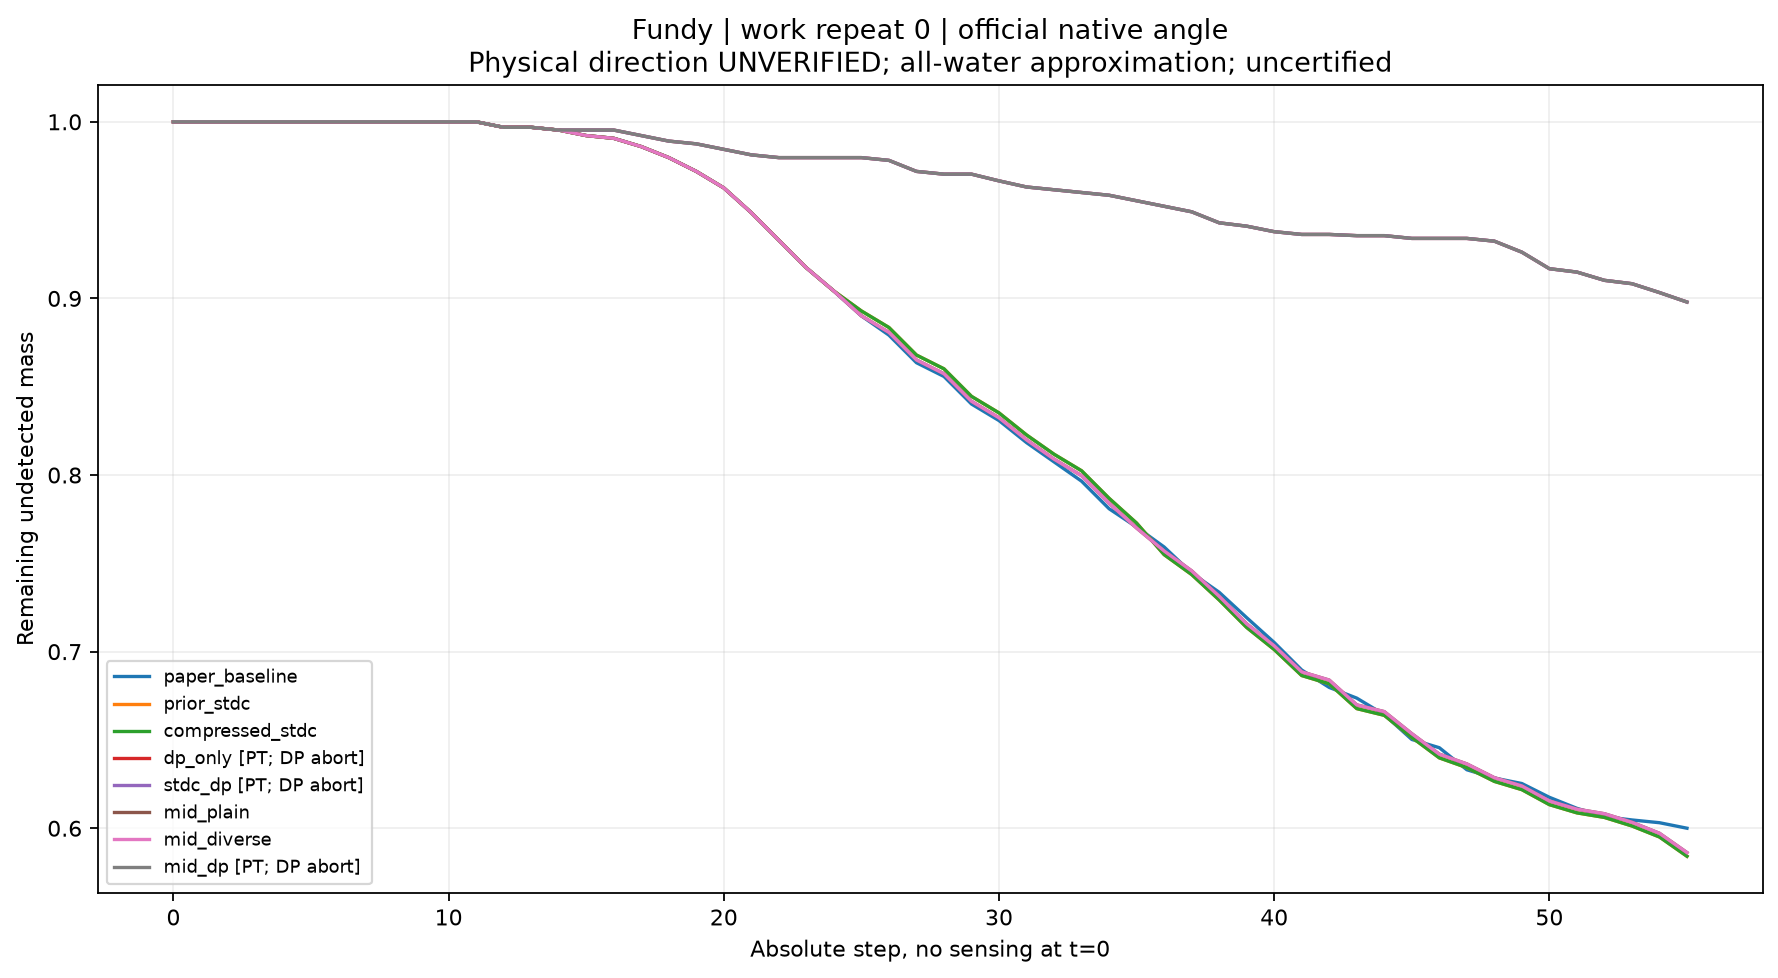 Fundy | work repeat 0 | official native angle
Physical direction UNVERIFIED; all-water approximation; uncertified
Remaining undetected mass
1.0
0.9
0.8
0.7
0.6
paper_baseline
prior_stdc
compressed_stdc
dp_only [PT; DP abort]
stdc_dp [PT; DP abort]
mid_plain
mid_diverse
mid_dp [PT; DP abort]
0 10 20 30 40 50
Absolute step, no sensing at t=0